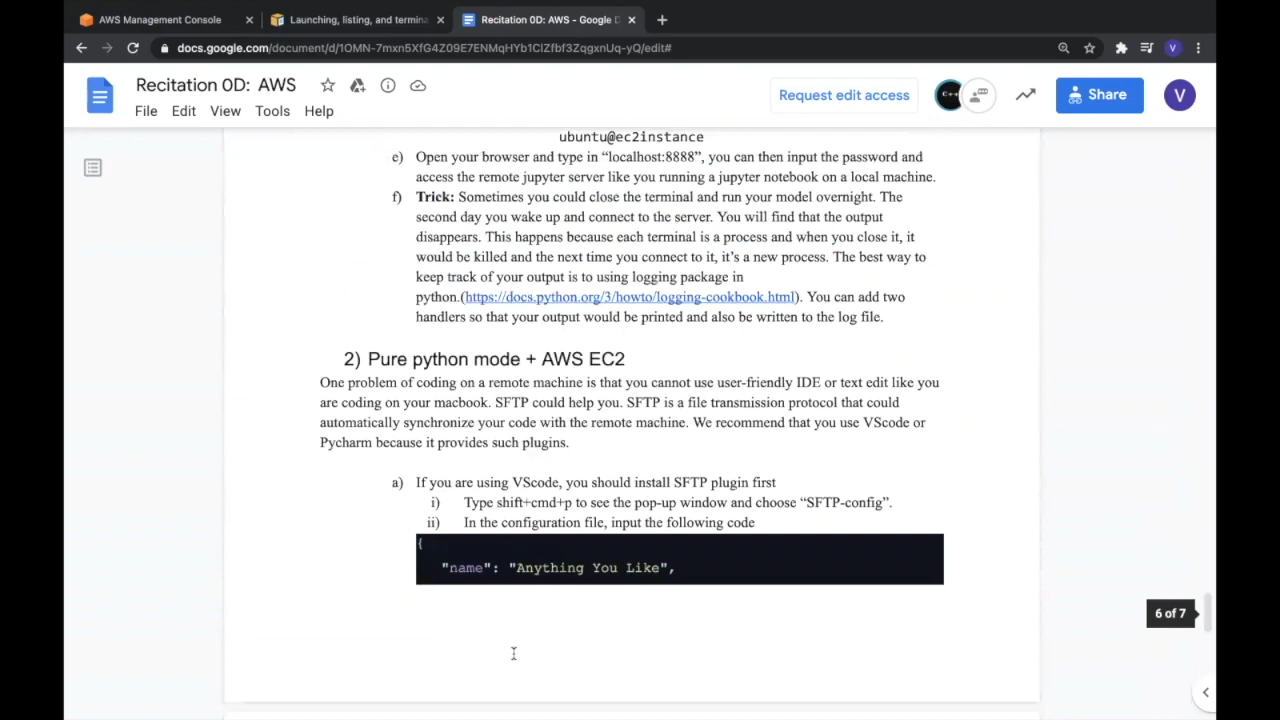 AWS Management Console
Launching, listing, and termina
Recitation 0D: AWS - Google D
docs.google.com/document/d/1OMN-7mxn5XfG4Z09E7ENMqHYb1ClZfbf3ZqgxnUq-yQ/edit#
V
Recitation 0D: AWS
File Edit View Tools Help
Request edit access
C++
Share
V
ubuntu@ec2instance
e) Open your browser and type in “localhost:8888”, you can then input the password and
access the remote jupyter server like you running a jupyter notebook on a local machine.
f) Trick: Sometimes you could close the terminal and run your model overnight. The
second day you wake up and connect to the server. You will find that the output
disappears. This happens because each terminal is a process and when you close it, it
would be killed and the next time you connect to it, it’s a new process. The best way to
keep track of your output is to using logging package in
python.(https://docs.python.org/3/howto/logging-cookbook.html). You can add two
handlers so that your output would be printed and also be written to the log file.
2) Pure python mode + AWS EC2
One problem of coding on a remote machine is that you cannot use user-friendly IDE or text edit like you
are coding on your macbook. SFTP could help you. SFTP is a file transmission protocol that could
automatically synchronize your code with the remote machine. We recommend that you use VScode or
Pycharm because it provides such plugins.
a) If you are using VScode, you should install SFTP plugin first
i) Type shift+cmd+p to see the pop-up window and choose “SFTP-config”.
ii) In the configuration file, input the following code
{
"name": "Anything You Like",
6 of 7